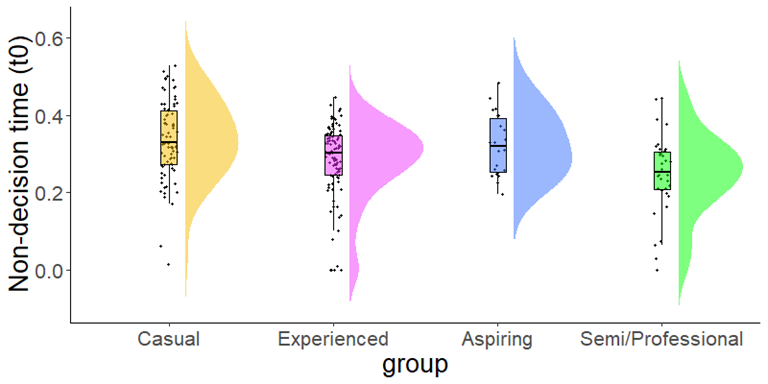 Non-decision time (t0)
0.6
0.4
0.2
0.0
Casual Experienced Aspiring Semi/Professional
group